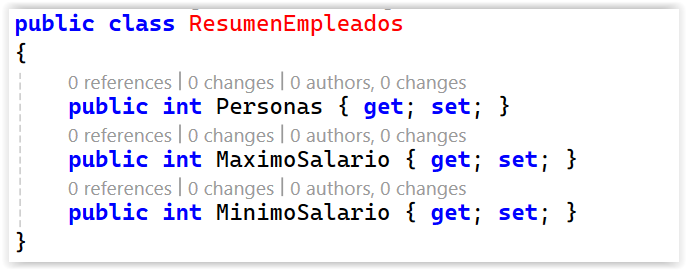 public class ResumenEmpleados
{
0 references | 0 changes | 0 authors, 0 changes
public int Personas { get; set; }
0 references | 0 changes | 0 authors, 0 changes
public int MaximoSalario { get; set; }
0 references | 0 changes | 0 authors, 0 changes
public int MinimoSalario { get; set; }
}